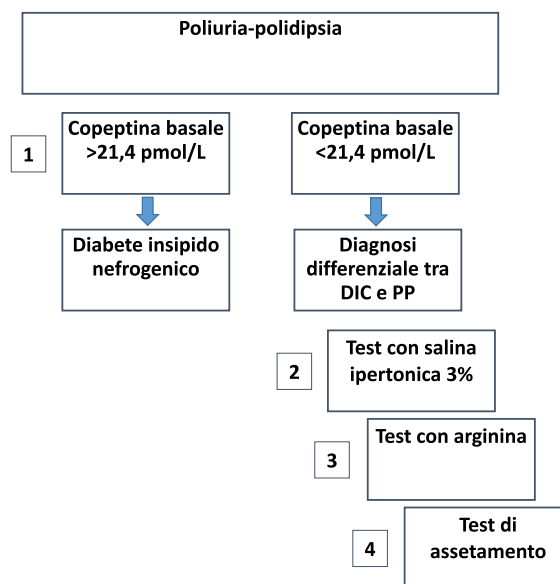 Poliuria-polidipsia
1
Copeptina basale
>21,4 pmol/L
Copeptina basale
<21,4 pmol/L
Diabete insipido
nefrogenico
Diagnosi
differenziale tra
DIC e PP
2
Test con salina
ipertonica 3%
3
Test con arginina
4
Test di
assetamento